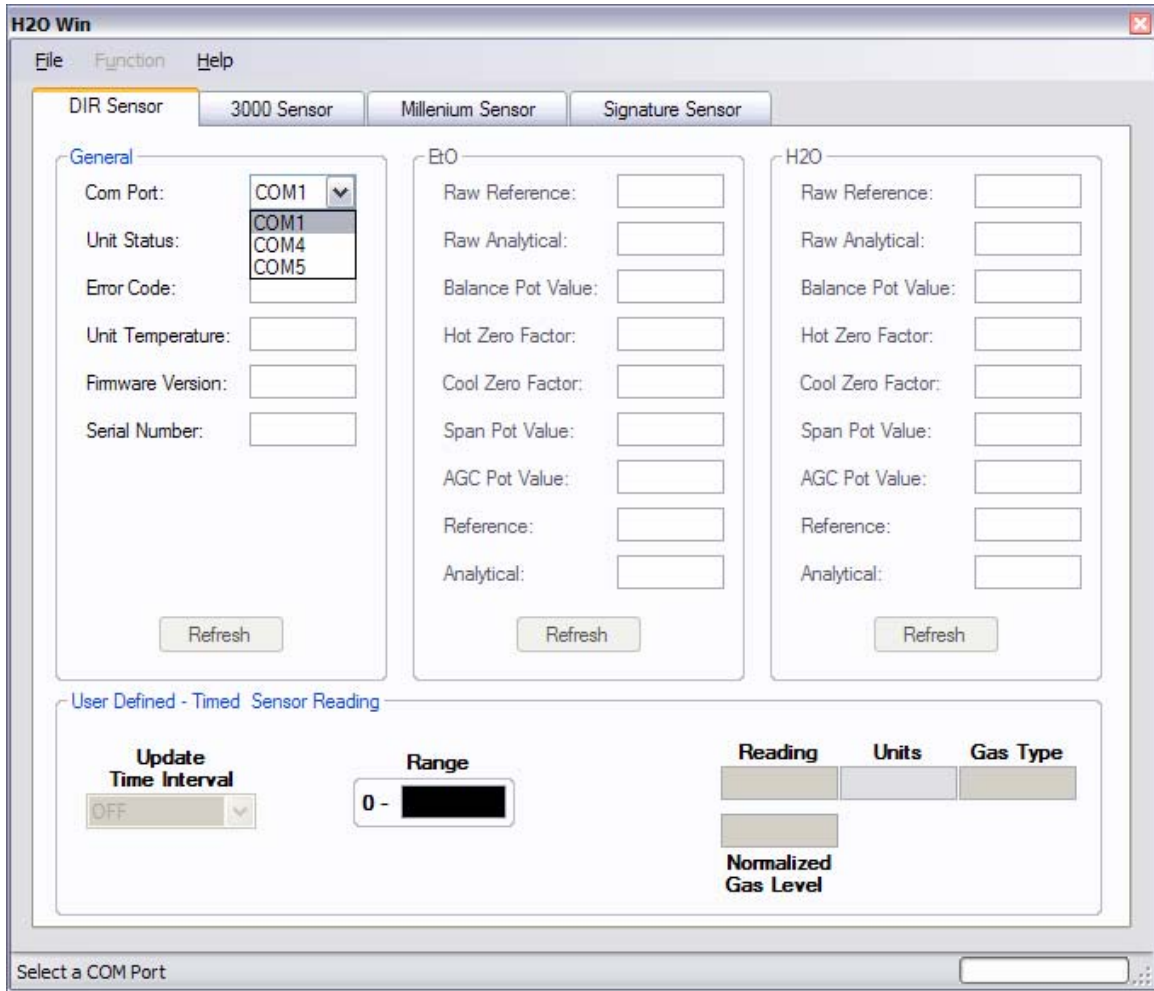 H2O Win
File Function Help
DIR Sensor 3000 Sensor Millenium Sensor Signature Sensor
General
Com Port: COM1
COM1
COM4
COM5
Unit Status:
Error Code:
Unit Temperature:
Firmware Version:
Serial Number:
Refresh
EtO
Raw Reference:
Raw Analytical:
Balance Pot Value:
Hot Zero Factor:
Cool Zero Factor:
Span Pot Value:
AGC Pot Value:
Reference:
Analytical:
Refresh
H2O
Raw Reference:
Raw Analytical:
Balance Pot Value:
Hot Zero Factor:
Cool Zero Factor:
Span Pot Value:
AGC Pot Value:
Reference:
Analytical:
Refresh
User Defined - Timed Sensor Reading
Update
Time Interval
OFF
Range
0 -
Reading Units Gas Type
Normalized
Gas Level
Select a COM Port